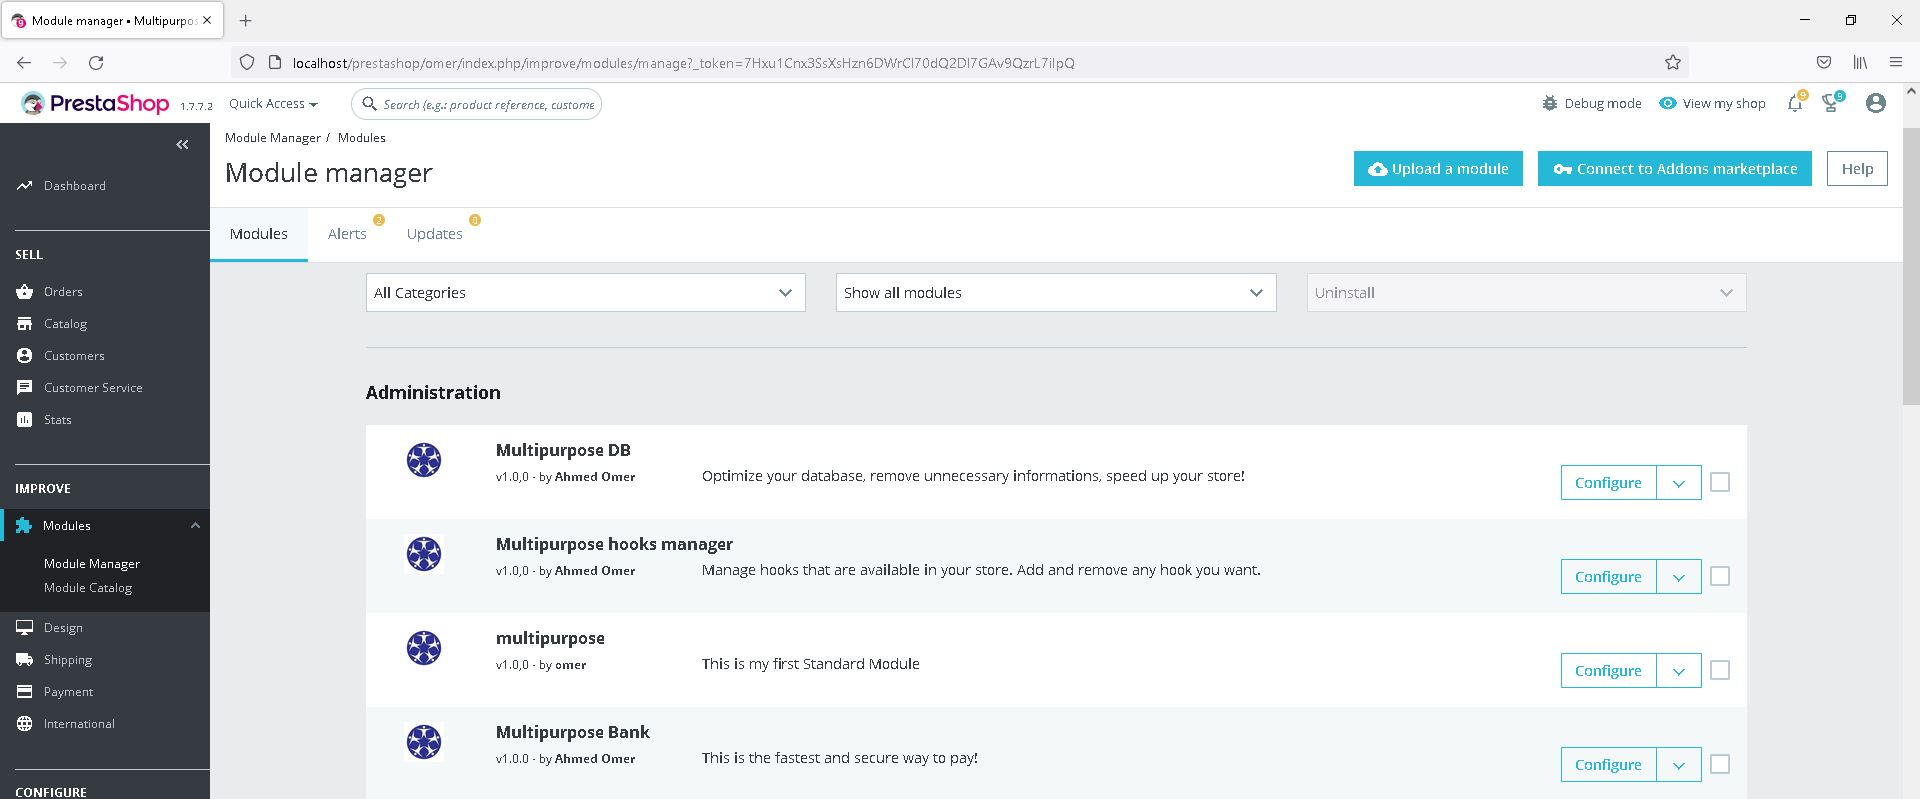 Module manager • Multipurpos
localhost/prestashop/omer/index.php/improve/modules/manage?_token=7Hxu1Cnx3SsXsHzn6DWrCl70dQ2Dl7GAv9QzrL7iIpQ
PrestaShop 1.7.7.2 Quick Access Search (e.g.: product reference, custome Debug mode View my shop 9 9
Module Manager / Modules
Module manager
Upload a module Connect to Addons marketplace Help
Modules Alerts 2 Updates 0
Dashboard
SELL
Orders
Catalog
Customers
Customer Service
Stats
IMPROVE
Modules
Module Manager
Module Catalog
Design
Shipping
Payment
International
CONFIGURE
All Categories Show all modules Uninstall
Administration
Multipurpose DB
v1.0,0 - by Ahmed Omer Optimize your database, remove unnecessary informations, speed up your store! Configure
Multipurpose hooks manager
v1.0,0 - by Ahmed Omer Manage hooks that are available in your store. Add and remove any hook you want. Configure
multipurpose
v1.0,0 - by omer This is my first Standard Module Configure
Multipurpose Bank
v1.0.0 - by Ahmed Omer This is the fastest and secure way to pay! Configure